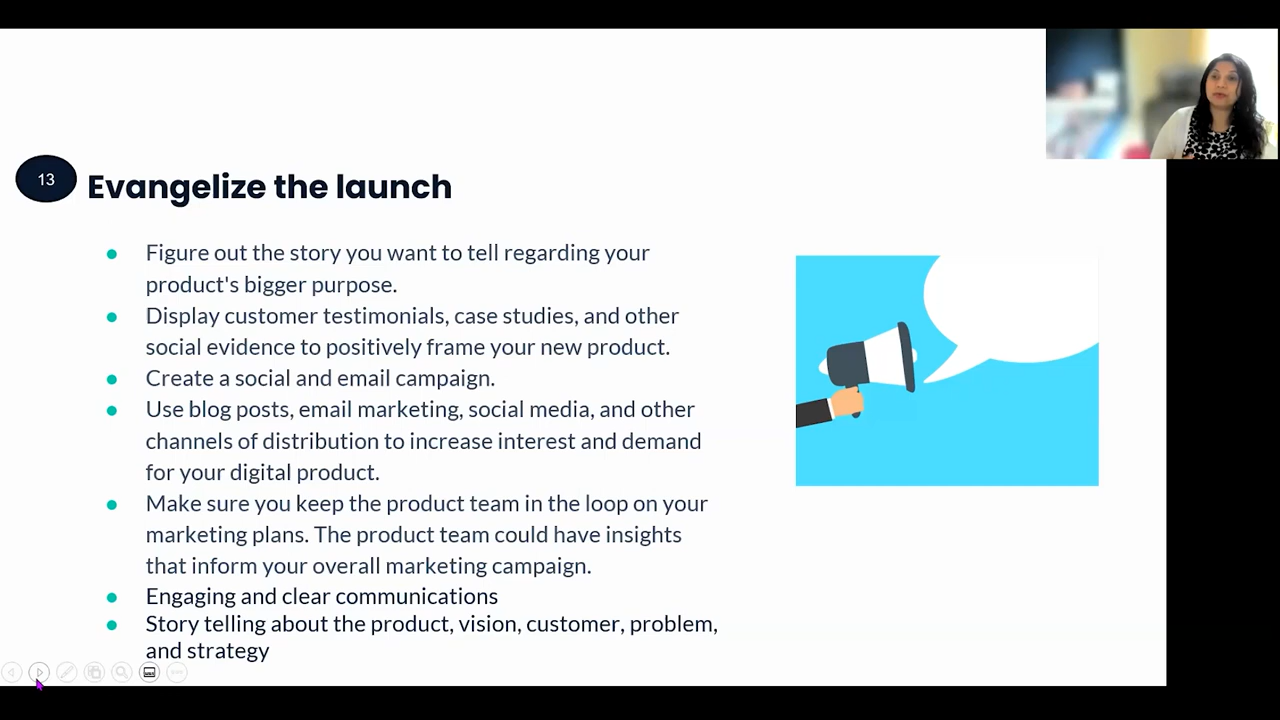 13
Evangelize the launch
● Figure out the story you want to tell regarding your
product's bigger purpose.
● Display customer testimonials, case studies, and other
social evidence to positively frame your new product.
● Create a social and email campaign.
● Use blog posts, email marketing, social media, and other
channels of distribution to increase interest and demand
for your digital product.
● Make sure you keep the product team in the loop on your
marketing plans. The product team could have insights
that inform your overall marketing campaign.
● Engaging and clear communications
● Story telling about the product, vision, customer, problem,
and strategy